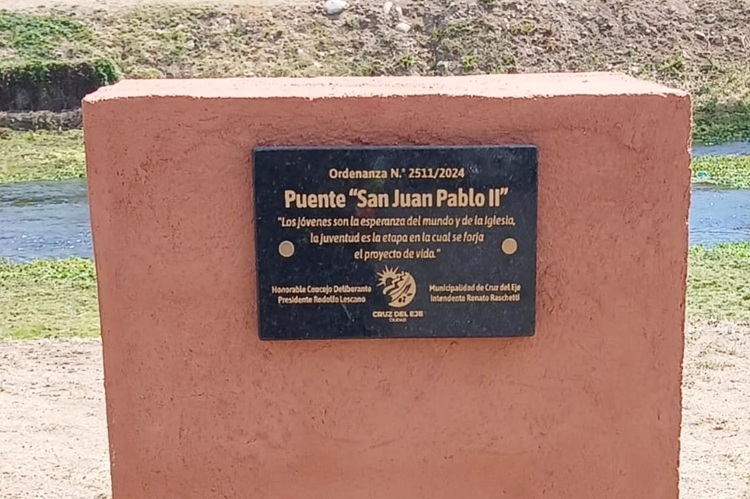 Ordenanza N.° 2511/2024
Puente "San Juan Pablo II"
"Los jóvenes son la esperanza del mundo y de la Iglesia,
la juventud es la etapa en la cual se forja
el proyecto de vida."
Honorable Concejo Deliberante
Presidente Rodolfo Lescano
Municipalidad de Cruz del Eje
Intendente Renato Raschetti
CRUZ DEL EJE
CIUDAD